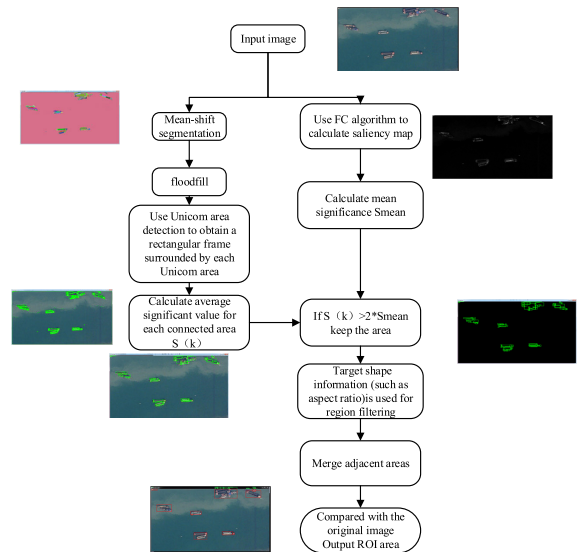 Input image
Mean-shift
segmentation
floodfill
Use Unicom area
detection to obtain a
rectangular frame
surrounded by each
Unicom area
Calculate average
significant value for
each connected area
S（k）
Use FC algorithm to
calculate saliency map
Calculate mean
significance Smean
If S（k）>2*Smean
keep the area
Target shape
information (such as
aspect ratio)is used for
region filtering
Merge adjacent areas
Compared with the
original image
Output ROI area